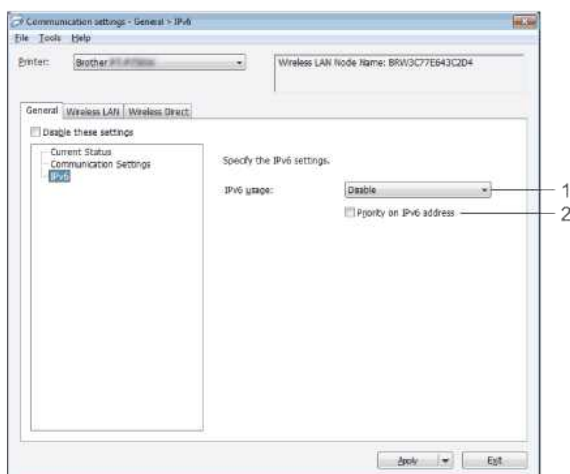 Communication settings - General > IPv6
File Tools Help
Printer: Brother
Wireless LAN Node Name: BRW3C77E643C2D4
General Wireless LAN Wireless Direct
Disable these settings
Current Status
Communication Settings
IPv6
Specify the IPv6 settings.
IPv6 usage: Disable 1
Priority on IPv6 address 2
Apply Exit